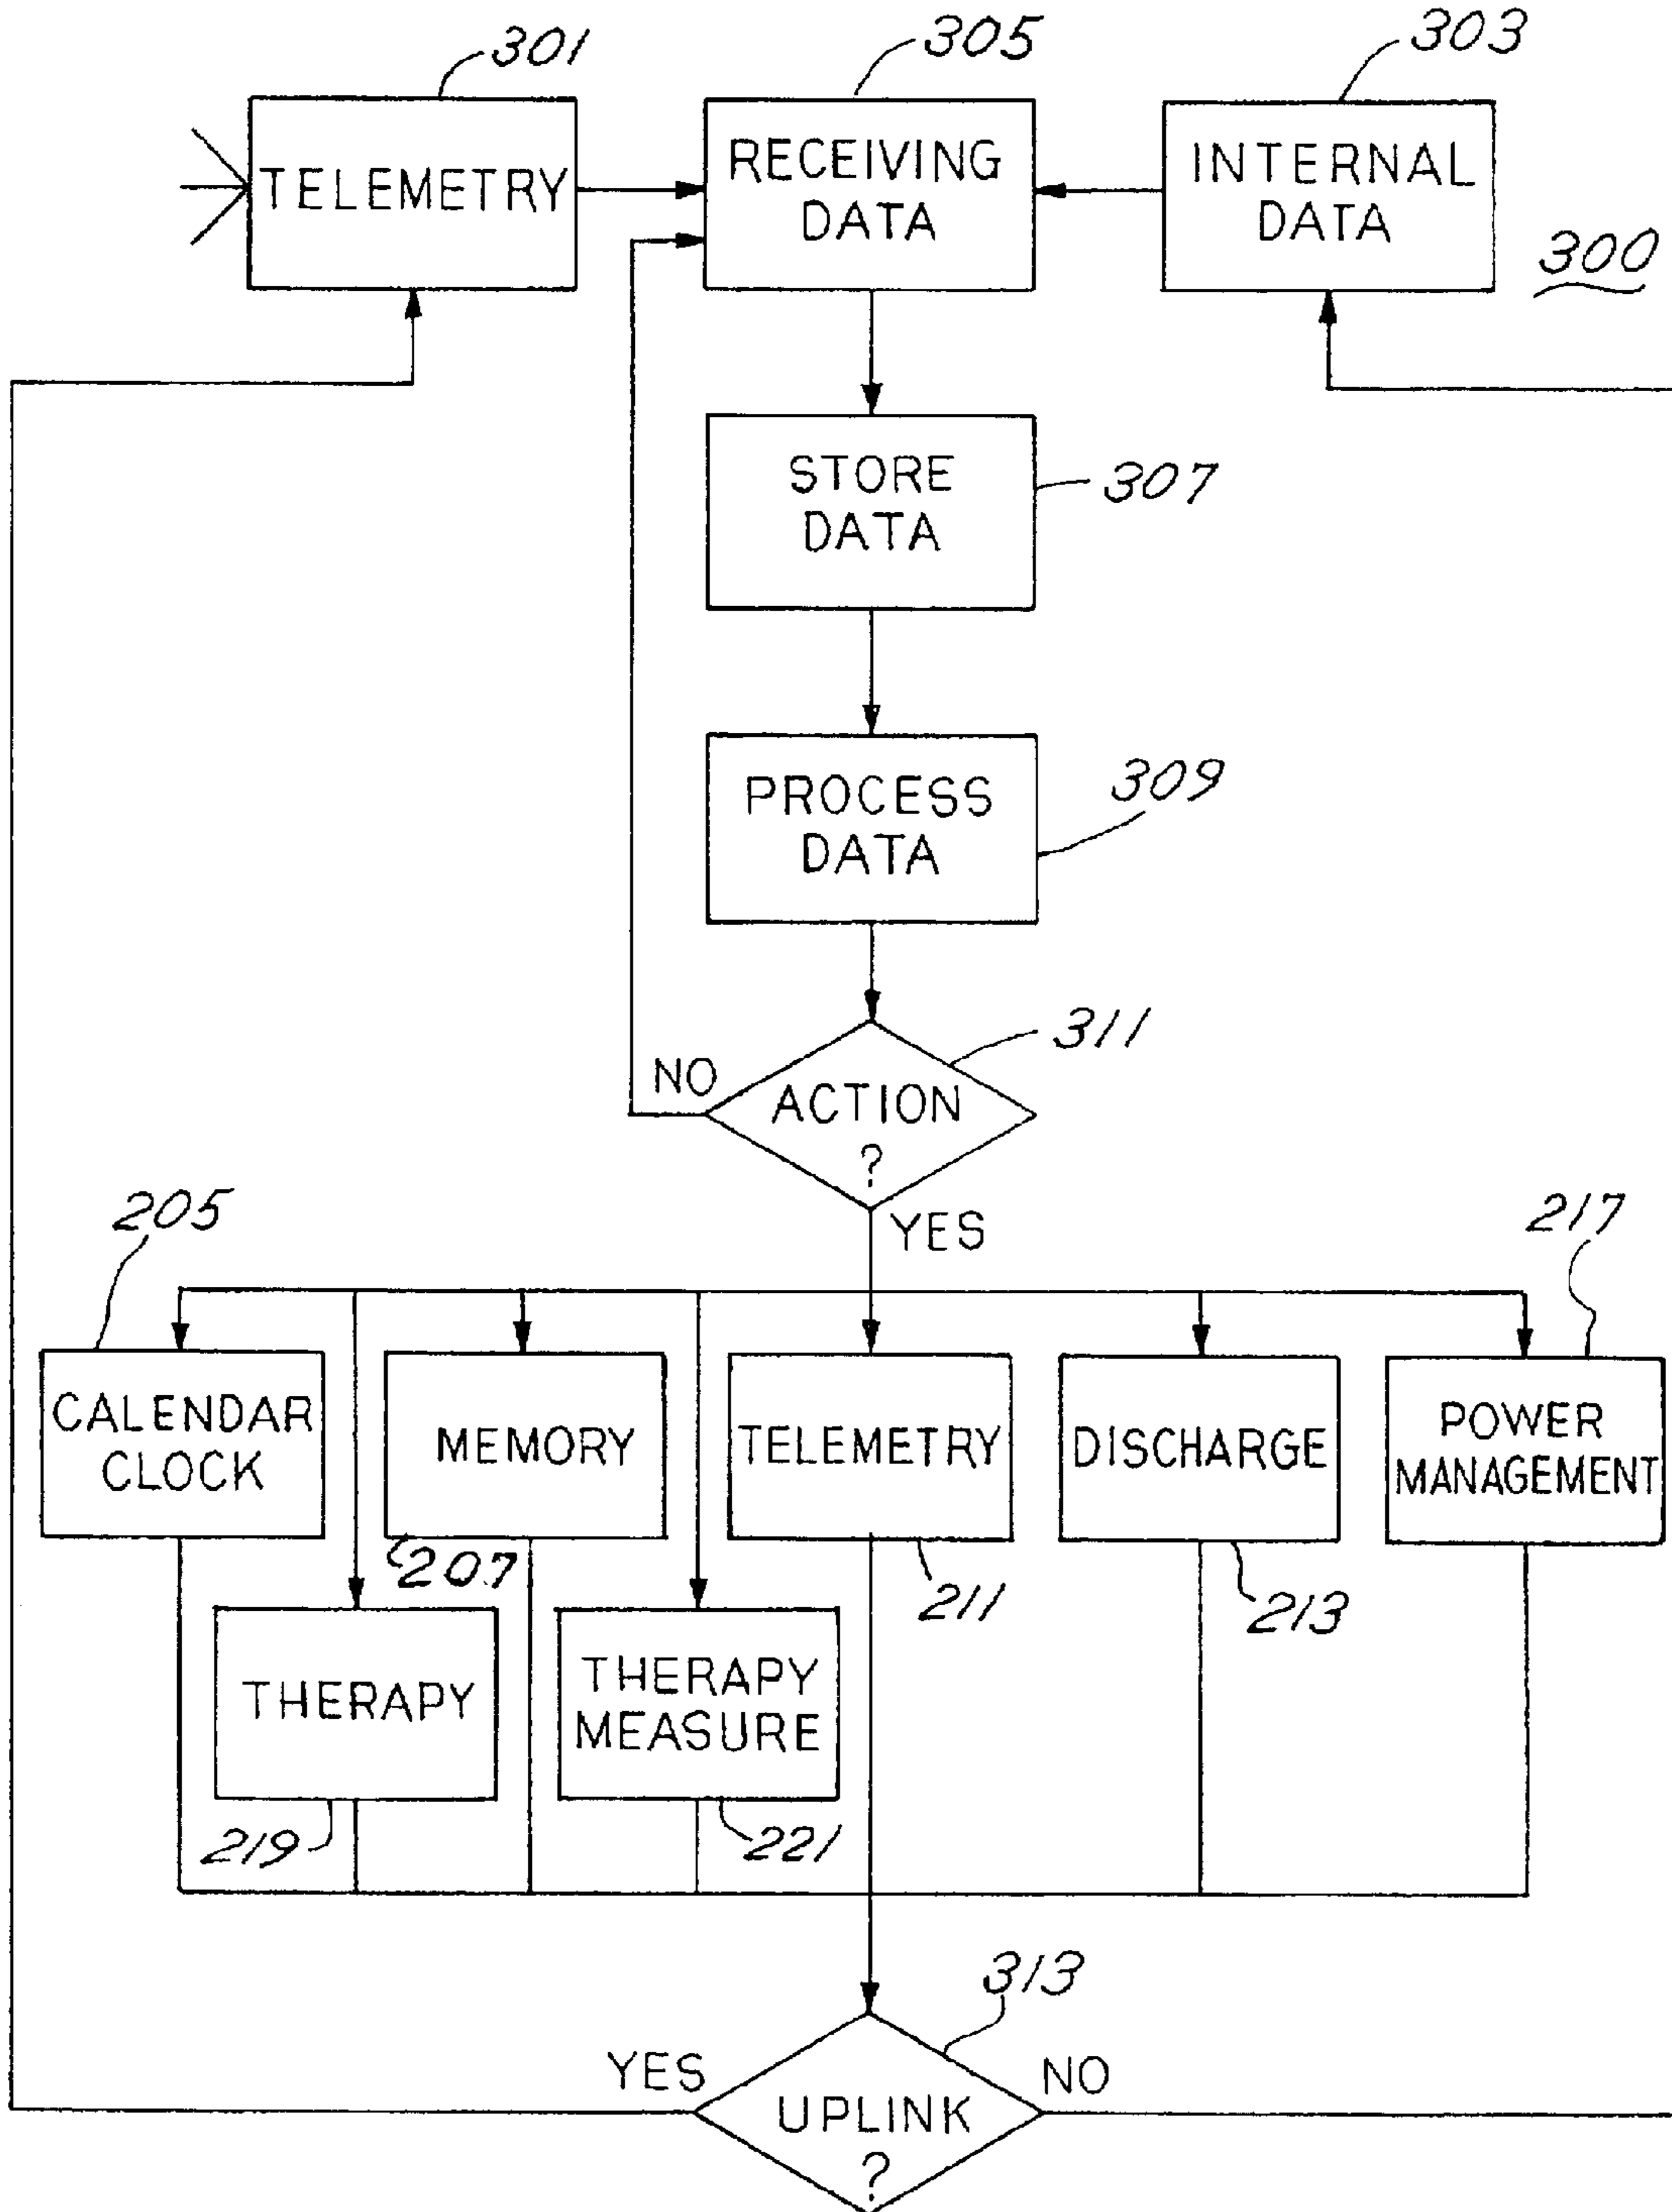 301
305
303
TELEMETRY
RECEIVING
DATA
INTERNAL
DATA
300
STORE
DATA
307
PROCESS
DATA
309
311
NO
ACTION
?
YES
205
217
CALENDAR
CLOCK
MEMORY
TELEMETRY
DISCHARGE
POWER
MANAGEMENT
207
211
213
THERAPY
THERAPY
MEASURE
219
221
313
YES
NO
UPLINK
?